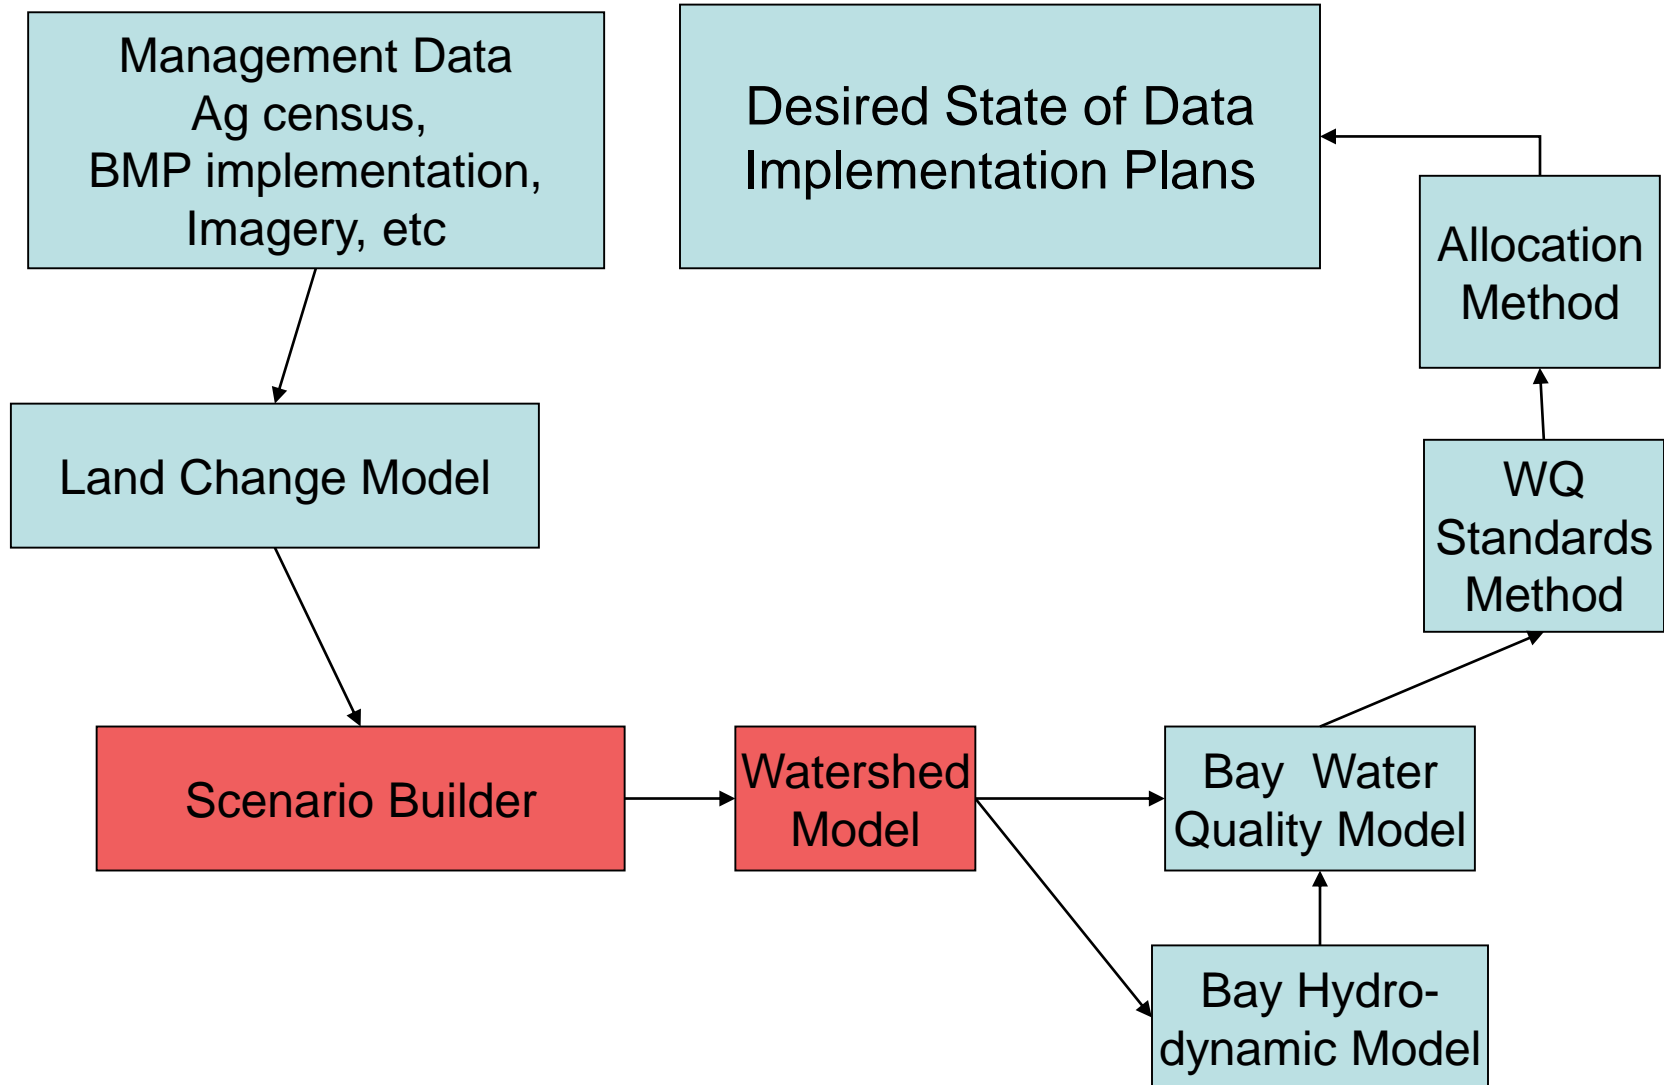 Management Data
Ag census,
BMP implementation,
Imagery, etc
Desired State of Data
Implementation Plans
Allocation
Method
Land Change Model
WQ
Standards
Method
Scenario Builder
Watershed
Model
Bay Water
Quality Model
Bay Hydro-
dynamic Model